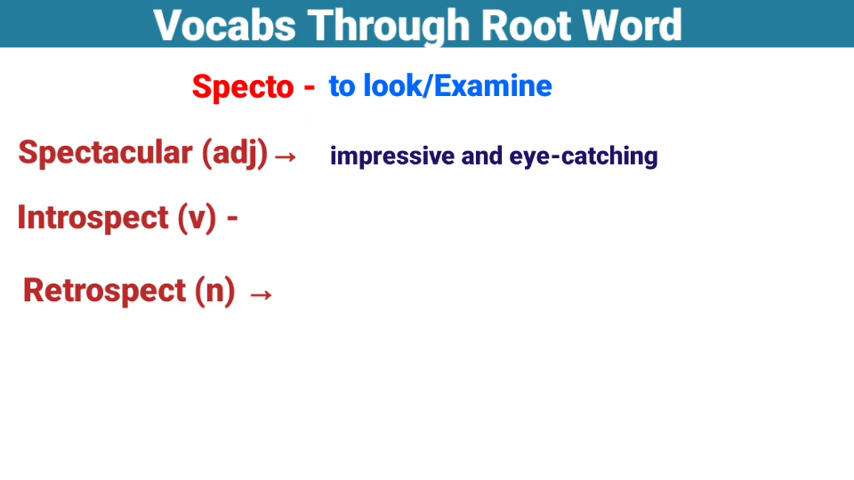 Vocabs Through Root Word
Specto - to look/Examine
Spectacular (adj) → impressive and eye-catching
Introspect (v) -
Retrospect (n) →